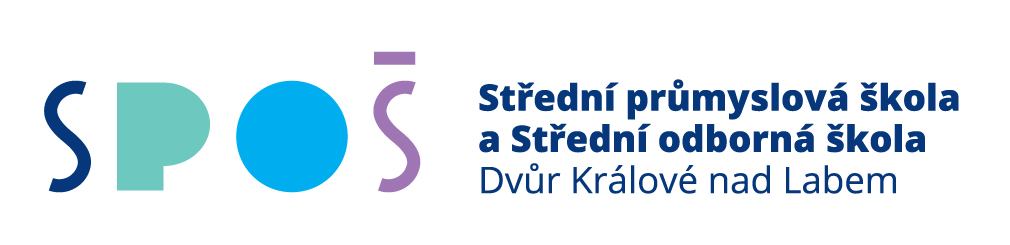 SPOŠ
Střední průmyslová škola
a Střední odborná škola
Dvůr Králové nad Labem